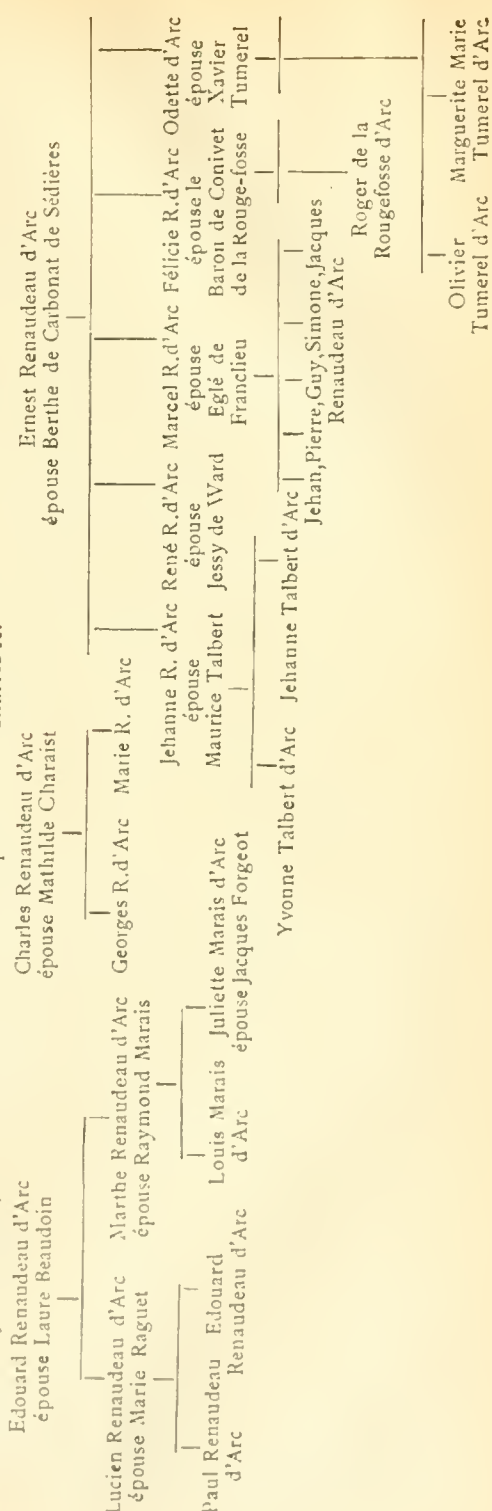 Edouard Renaudeau d'Arc
épouse Laure Beaudoin
Charles Renaudeau d'Arc
épouse Mathilde Charaist
Ernest Renaudeau d'Arc
épouse Berthe de Carbonat de Sédières
Lucien Renaudeau d'Arc
épouse Marie Raguet
Marthe Renaudeau d'Arc
épouse Raymond Marais
Georges R.d'Arc
Marie R. d'Arc
Jehanne R. d'Arc
épouse
Maurice Talbert
René R.d'Arc
épouse
Jessy de Ward
Marcel R.d'Arc
épouse
Eglé de
Franclieu
Félicie R.d'Arc
épouse le
Baron de Conivet
de la Rouge-fosse
Odette d'Arc
épouse
Xavier
Tumerel
Paul Renaudeau
d'Arc
Edouard
Renaudeau d'Arc
Louis Marais
d'Arc
Juliette Marais d'Arc
épouse Jacques Forgeot
Yvonne Talbert d'Arc
Jehanne Talbert d'Arc
Jehan, Pierre, Guy, Simone, Jacques
Renaudeau d'Arc
Roger de la
Rougefosse d'Arc
Olivier
Tumerel d'Arc
Marguerite Marie
Tumerel d'Arc